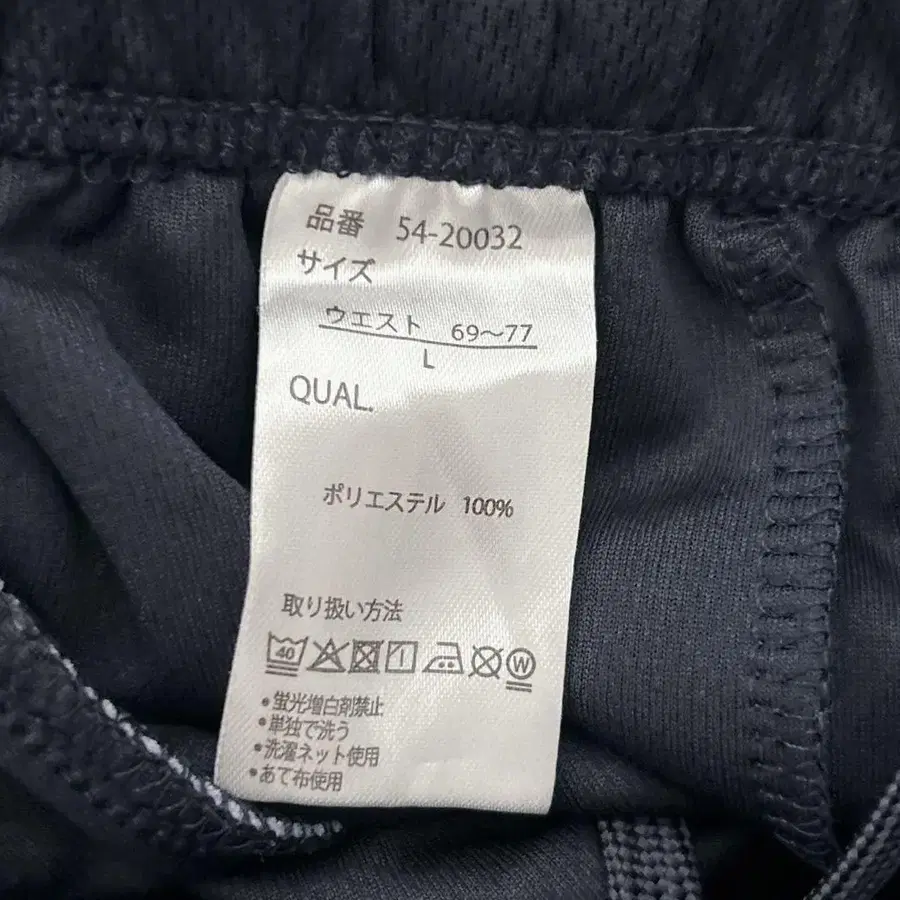 品番 54-20032
サイズ
ウエスト 69〜77
L
QUAL.
ポリエステル 100%
取り扱い方法
40 W
•蛍光増白剤禁止
•単独で洗う
•洗濯ネット使用
•あて布使用